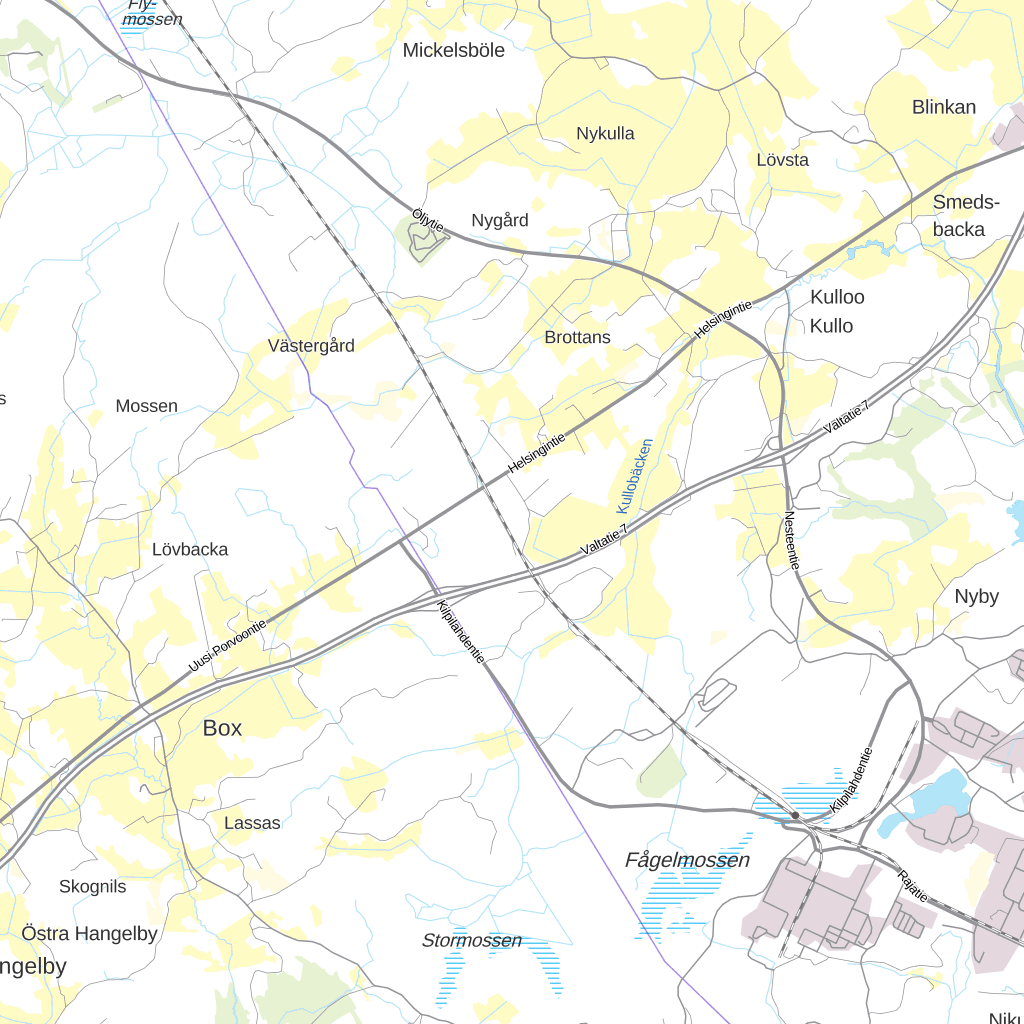 Fly-
mossen
Mickelsböle
Blinkan
Nykulla
Lövsta
Smeds-
backa
Öljytie
Nygård
Kulloo
Kullo
Helsingintie
Brottans
Västergård
Mossen
Valtatie 7
Helsingintie
Kullobäcken
Nesteentie
Valtatie 7
Lövbacka
Nyby
Kilpilahdentie
Uusi Porvoontie
Box
Kilpilahdentie
Lassas
Fågelmossen
Rajatie
Skognils
Östra Hangelby
Stormossen